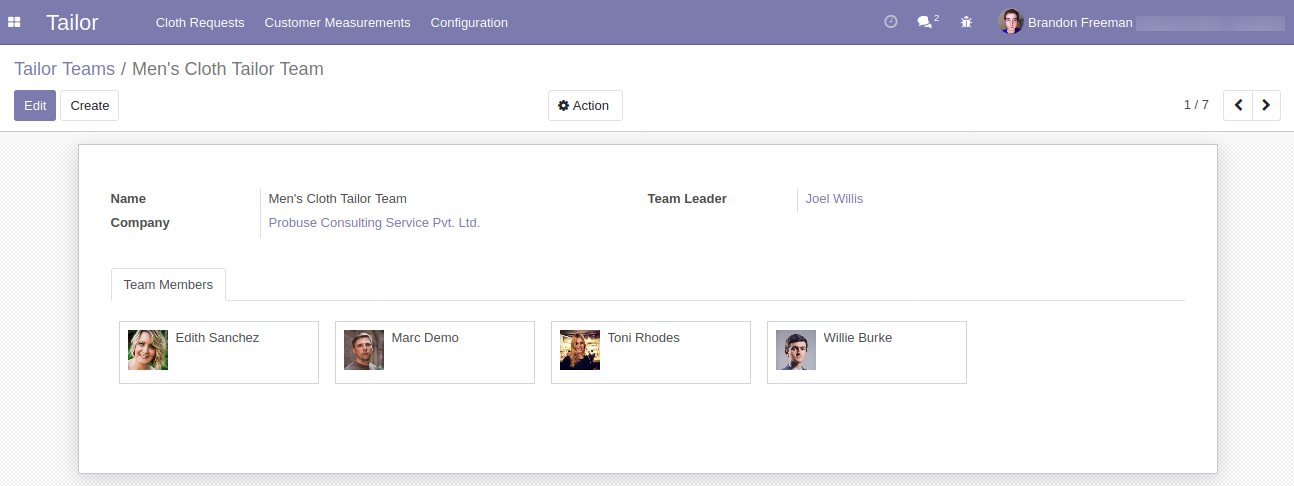 Tailor Cloth Requests Customer Measurements Configuration 2 Brandon Freeman
Tailor Teams / Men's Cloth Tailor Team
Edit Create Action 1 / 7
Name Men's Cloth Tailor Team Team Leader Joel Willis
Company Probuse Consulting Service Pvt. Ltd.
Team Members
Edith Sanchez Marc Demo Toni Rhodes Willie Burke